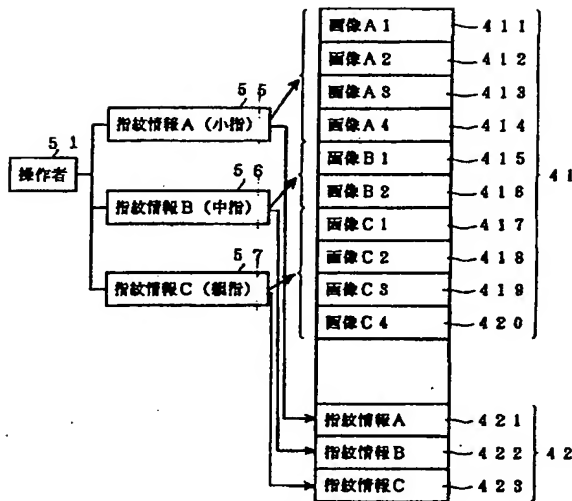 画像A1 411
画像A2 412
画像A3 413
画像A4 414
画像B1 415
画像B2 416
画像C1 417
画像C2 418
画像C3 419
画像C4 420
41
51
操作者
55
指紋情報A（小指）
56
指紋情報B（中指）
57
指紋情報C（親指）
指紋情報A 421
指紋情報B 422
指紋情報C 423
42